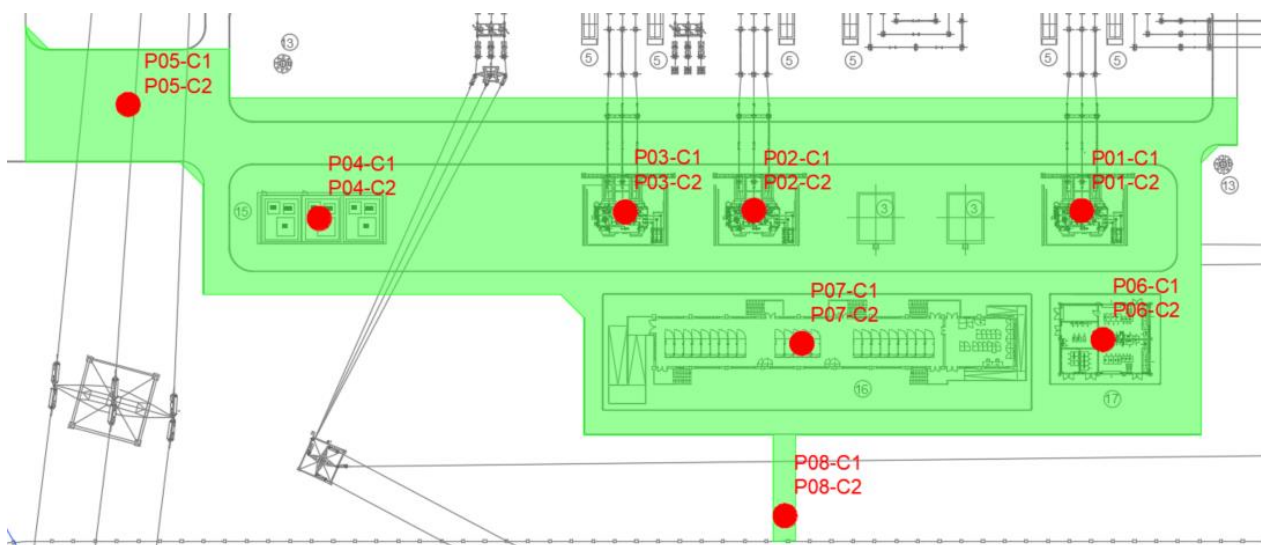 13
5
5
5
5
5
5
P05-C1
P05-C2
P04-C1
P04-C2
P03-C1
P03-C2
P02-C1
P02-C2
P01-C1
P01-C2
13
15
3
3
P07-C1
P07-C2
P06-C1
P06-C2
16
17
P08-C1
P08-C2